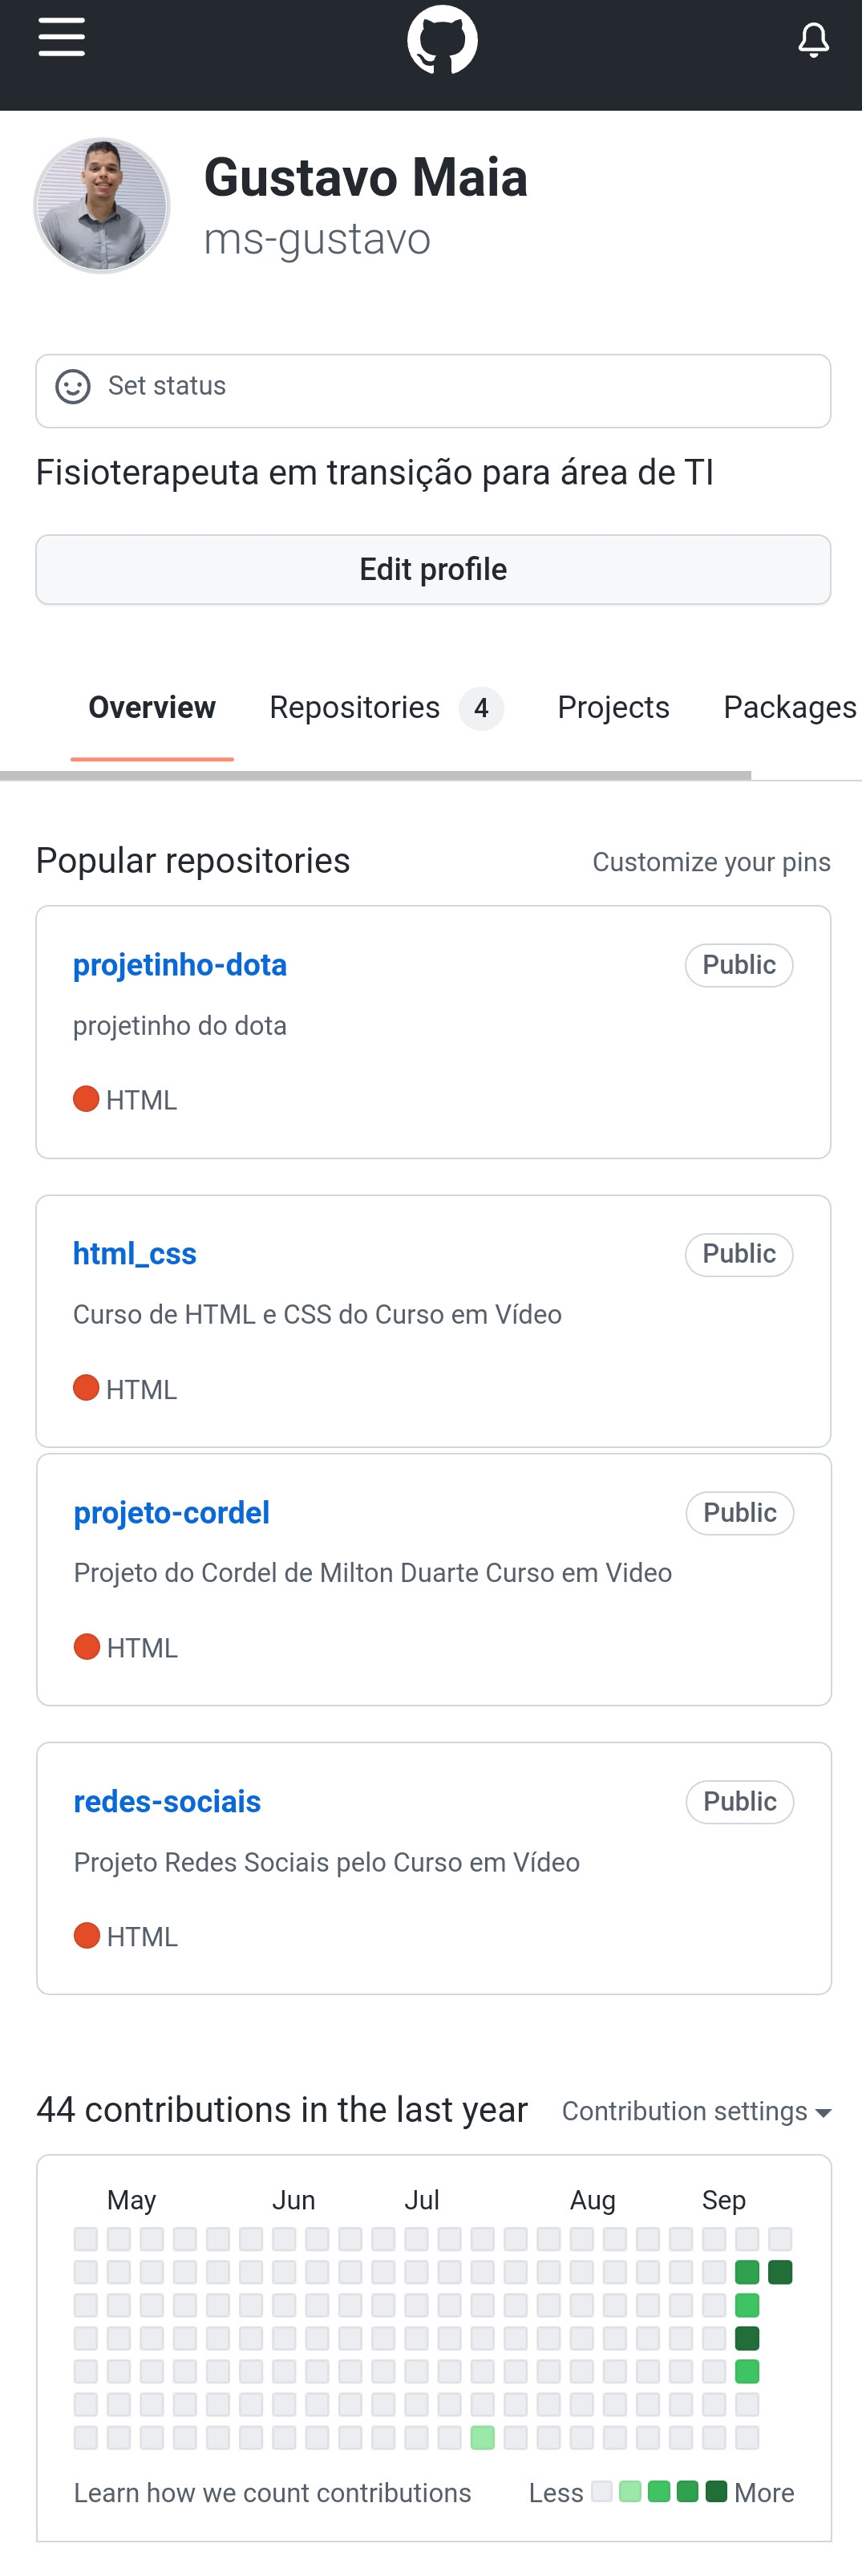 Gustavo Maia
ms-gustavo
Set status
Fisioterapeuta em transição para área de TI
Edit profile
Overview Repositories 4 Projects Packages
Popular repositories Customize your pins
projetinho-dota Public
projetinho do dota
HTML
html_css Public
Curso de HTML e CSS do Curso em Vídeo
HTML
projeto-cordel Public
Projeto do Cordel de Milton Duarte Curso em Video
HTML
redes-sociais Public
Projeto Redes Sociais pelo Curso em Vídeo
HTML
44 contributions in the last year Contribution settings
May Jun Jul Aug Sep
Learn how we count contributions Less More